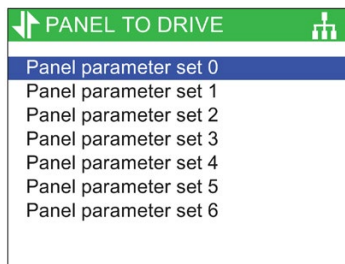 PANEL TO DRIVE
Panel parameter set 0
Panel parameter set 1
Panel parameter set 2
Panel parameter set 3
Panel parameter set 4
Panel parameter set 5
Panel parameter set 6